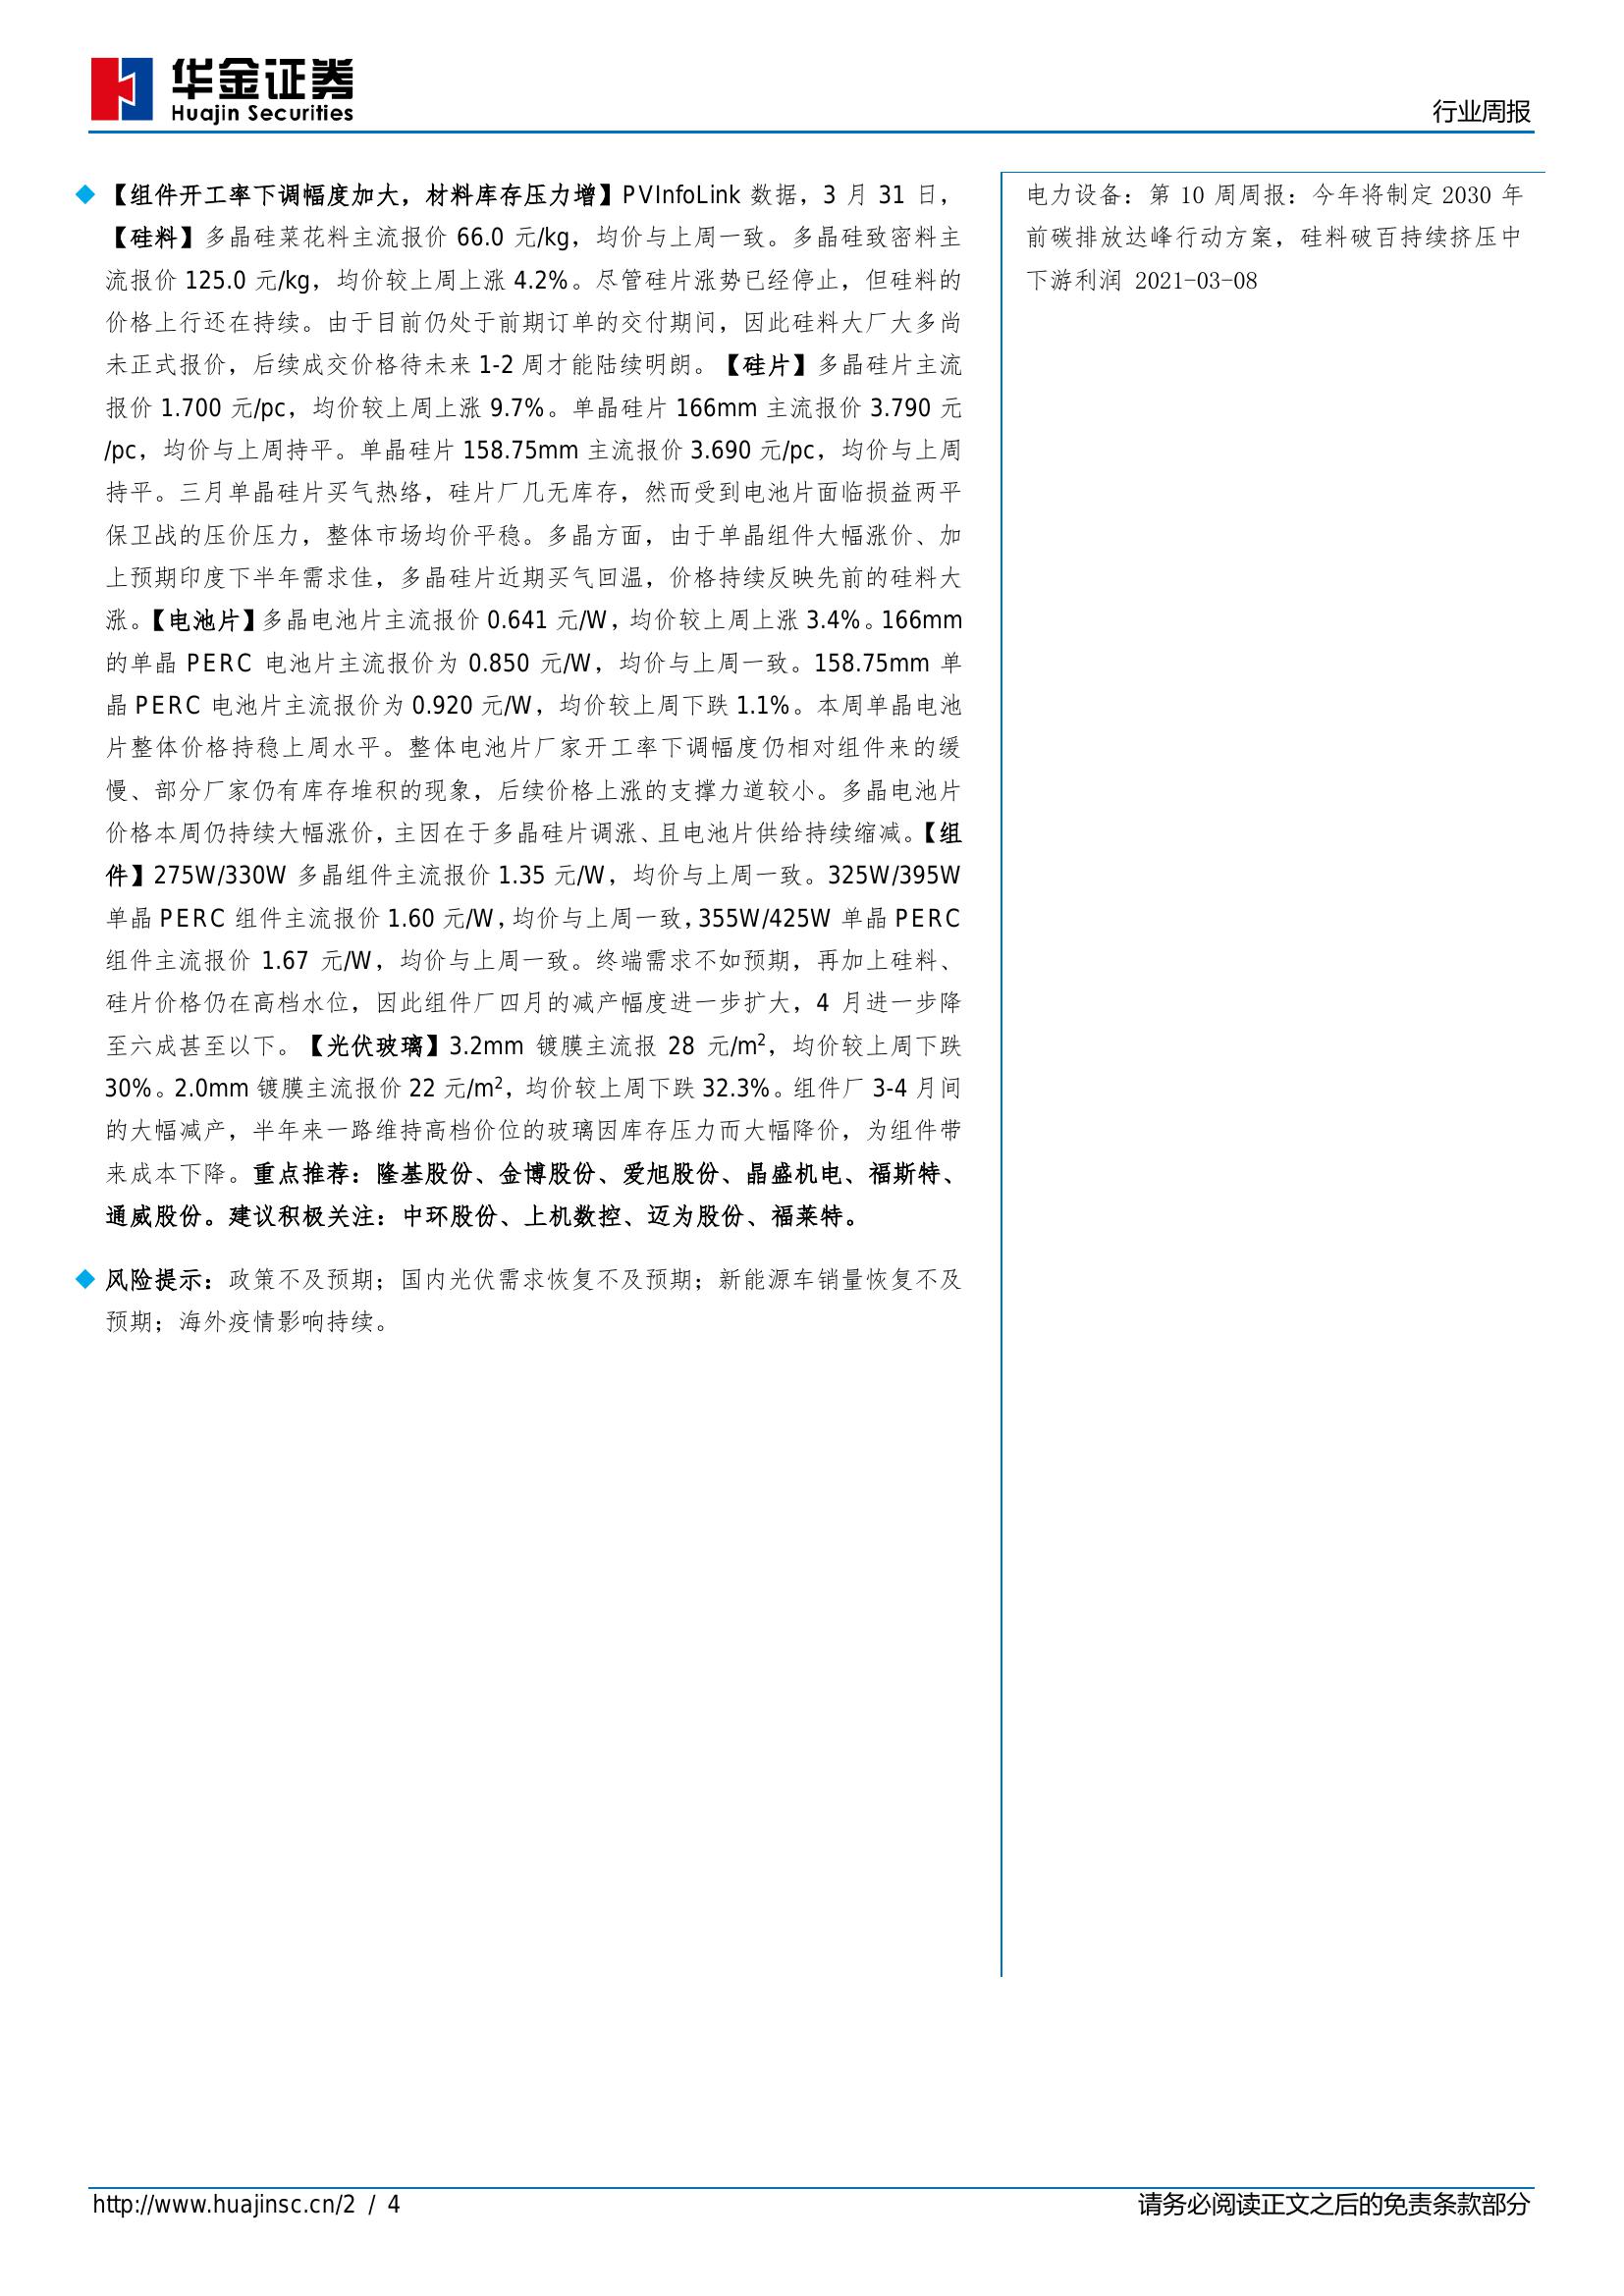 华金证券
Huajin Securities
行业周报
【组件开工率下调幅度加大，材料库存压力增】PVInfoLink 数据，3 月 31 日，
【硅料】多晶硅菜花料主流报价 66.0 元/kg，均价与上周一致。多晶硅致密料主
流报价 125.0 元/kg，均价较上周上涨 4.2%。尽管硅片涨势已经停止，但硅料的
价格上行还在持续。由于目前仍处于前期订单的交付期间，因此硅料大厂大多尚
未正式报价，后续成交价格待未来 1-2 周才能陆续明朗。【硅片】多晶硅片主流
报价 1.700 元/pc，均价较上周上涨 9.7%。单晶硅片 166mm 主流报价 3.790 元
/pc，均价与上周持平。单晶硅片 158.75mm 主流报价 3.690 元/pc，均价与上周
持平。三月单晶硅片买气热络，硅片厂几无库存，然而受到电池片面临损益两平
保卫战的压价压力，整体市场均价平稳。多晶方面，由于单晶组件大幅涨价、加
上预期印度下半年需求佳，多晶硅片近期买气回温，价格持续反映先前的硅料大
涨。【电池片】多晶电池片主流报价 0.641 元/W，均价较上周上涨 3.4%。166mm
的单晶 PERC 电池片主流报价为 0.850 元/W，均价与上周一致。158.75mm 单
晶 PERC 电池片主流报价为 0.920 元/W，均价较上周下跌 1.1%。本周单晶电池
片整体价格持稳上周水平。整体电池片厂家开工率下调幅度仍相对组件来的缓
慢、部分厂家仍有库存堆积的现象，后续价格上涨的支撑力道较小。多晶电池片
价格本周仍持续大幅涨价，主因在于多晶硅片调涨、且电池片供给持续缩减。【组
件】275W/330W 多晶组件主流报价 1.35 元/W，均价与上周一致。325W/395W
单晶 PERC 组件主流报价 1.60 元/W，均价与上周一致，355W/425W 单晶 PERC
组件主流报价 1.67 元/W，均价与上周一致。终端需求不如预期，再加上硅料、
硅片价格仍在高档水位，因此组件厂四月的减产幅度进一步扩大，4 月进一步降
至六成甚至以下。【光伏玻璃】3.2mm 镀膜主流报 28 元/m²，均价较上周下跌
30%。2.0mm 镀膜主流报价 22 元/m²，均价较上周下跌 32.3%。组件厂 3-4 月间
的大幅减产，半年来一路维持高档价位的玻璃因库存压力而大幅降价，为组件带
来成本下降。重点推荐：隆基股份、金博股份、爱旭股份、晶盛机电、福斯特、
通威股份。建议积极关注：中环股份、上机数控、迈为股份、福莱特。
风险提示：政策不及预期；国内光伏需求恢复不及预期；新能源车销量恢复不及
预期；海外疫情影响持续。
电力设备：第 10 周周报：今年将制定 2030 年
前碳排放达峰行动方案，硅料破百持续挤压中
下游利润 2021-03-08
http://www.huajinsc.cn/2 / 4
请务必阅读正文之后的免责条款部分